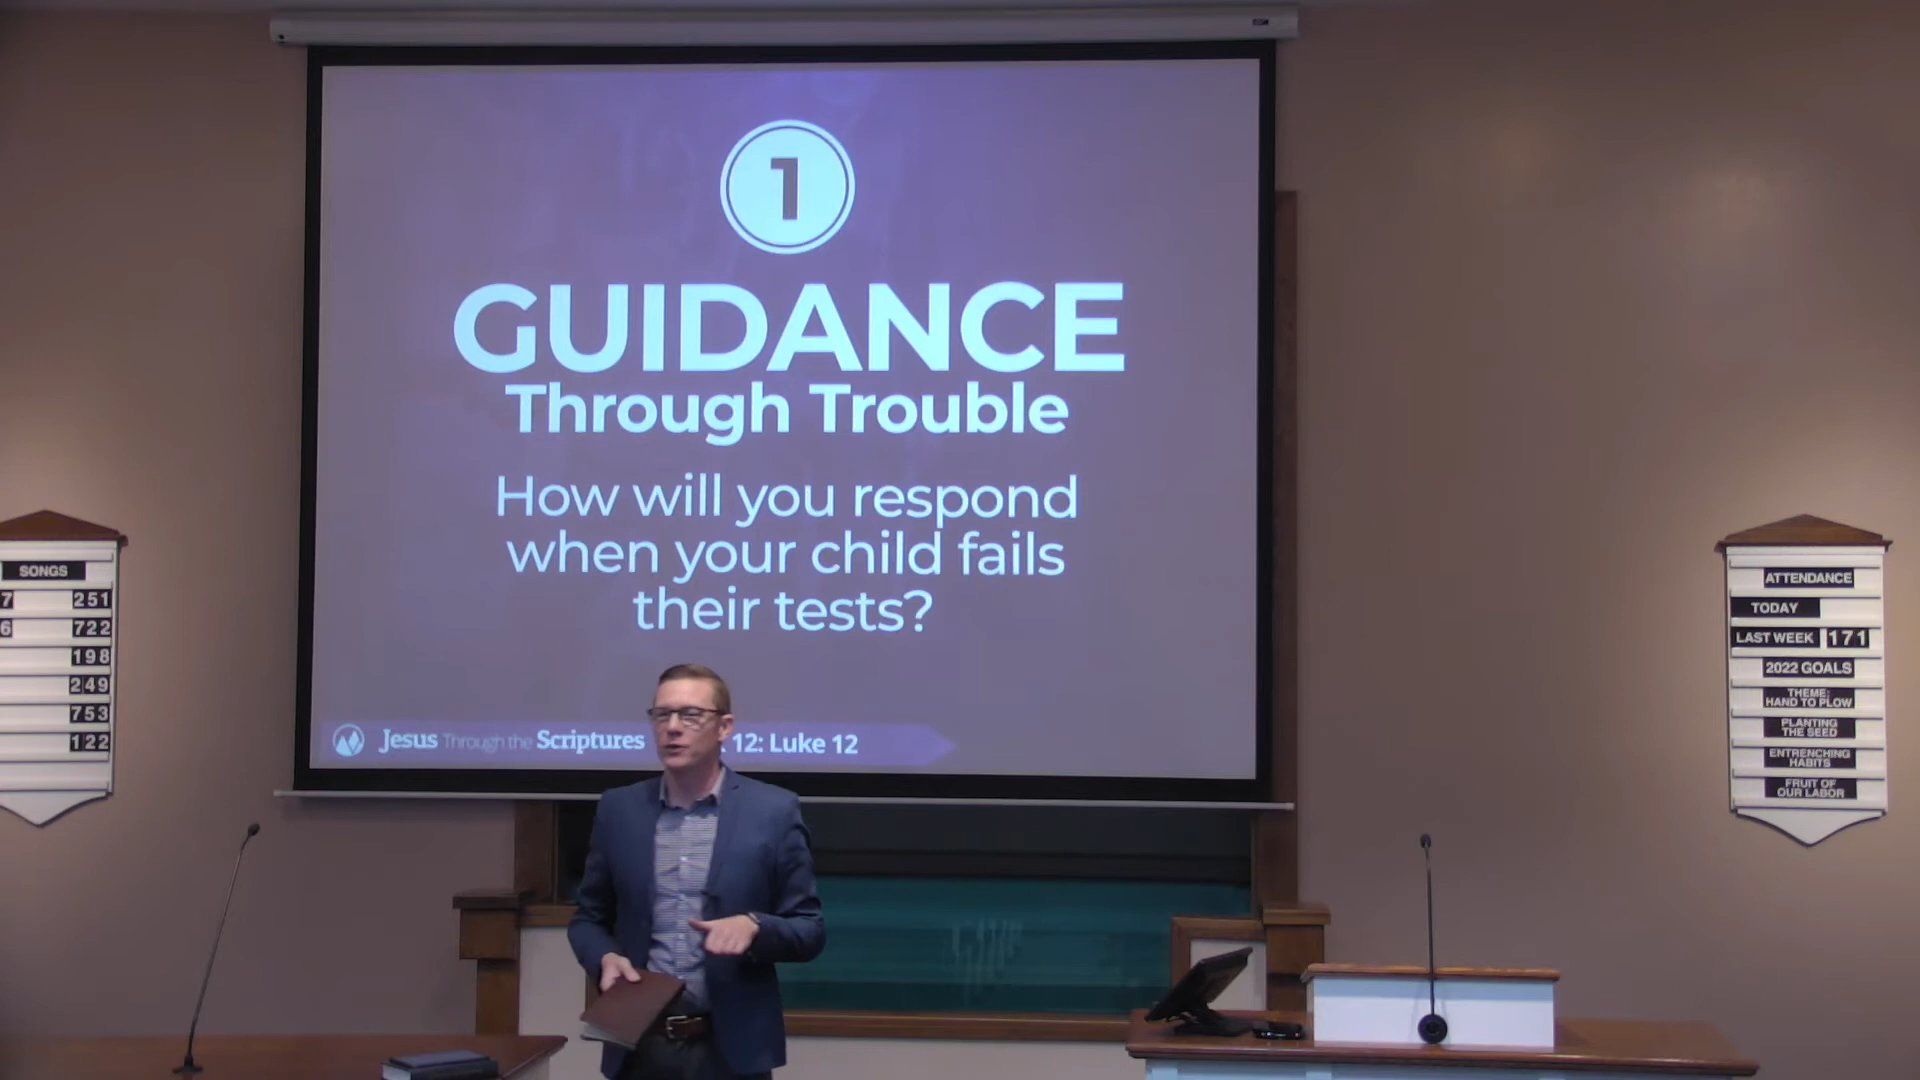 1
GUIDANCE
Through Trouble
How will you respond
when your child fails
their tests?
Jesus Through the Scriptures 12: Luke 12
SONGS
7 251
6 722
198
249
753
122
ATTENDANCE
TODAY
LAST WEEK 171
2022 GOALS
THEME:
HAND TO PLOW
PLANTING
THE SEED
ENTRENCHING
HABITS
FRUIT OF
OUR LABOR